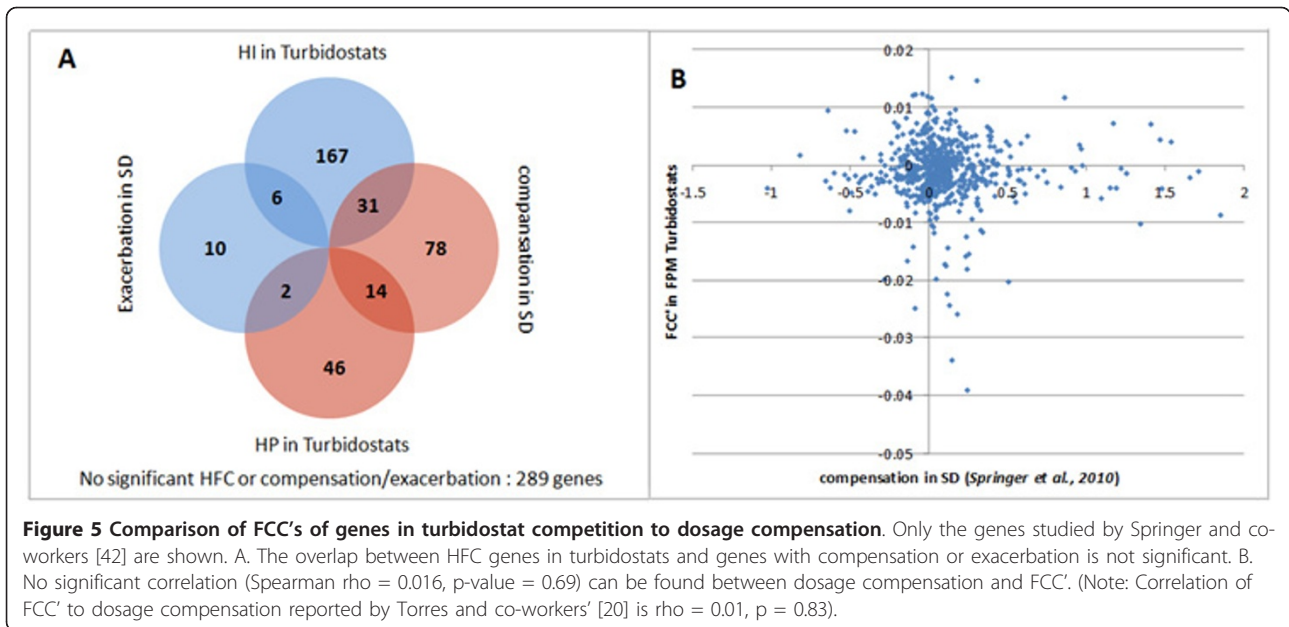 A
HI in Turbidostats
167
Exacerbation in SD
6
31
10
78
compansation in SD
2
14
46
HP in Turbidostats
No significant HFC or compensation/exacerbation : 289 genes
B
0.02
0.01
0
-1.5
-1
-0.5
0
0.5
1
1.5
2
-0.01
-0.02
-0.03
-0.04
-0.05
FCC' in FPM Turbidostats
compensation in SD (Springer et al., 2010)
Figure 5 Comparison of FCC's of genes in turbidostat competition to dosage compensation. Only the genes studied by Springer and co-
workers [42] are shown. A. The overlap between HFC genes in turbidostats and genes with compensation or exacerbation is not significant. B.
No significant correlation (Spearman rho = 0.016, p-value = 0.69) can be found between dosage compensation and FCC'. (Note: Correlation of
FCC' to dosage compensation reported by Torres and co-workers' [20] is rho = 0.01, p = 0.83).